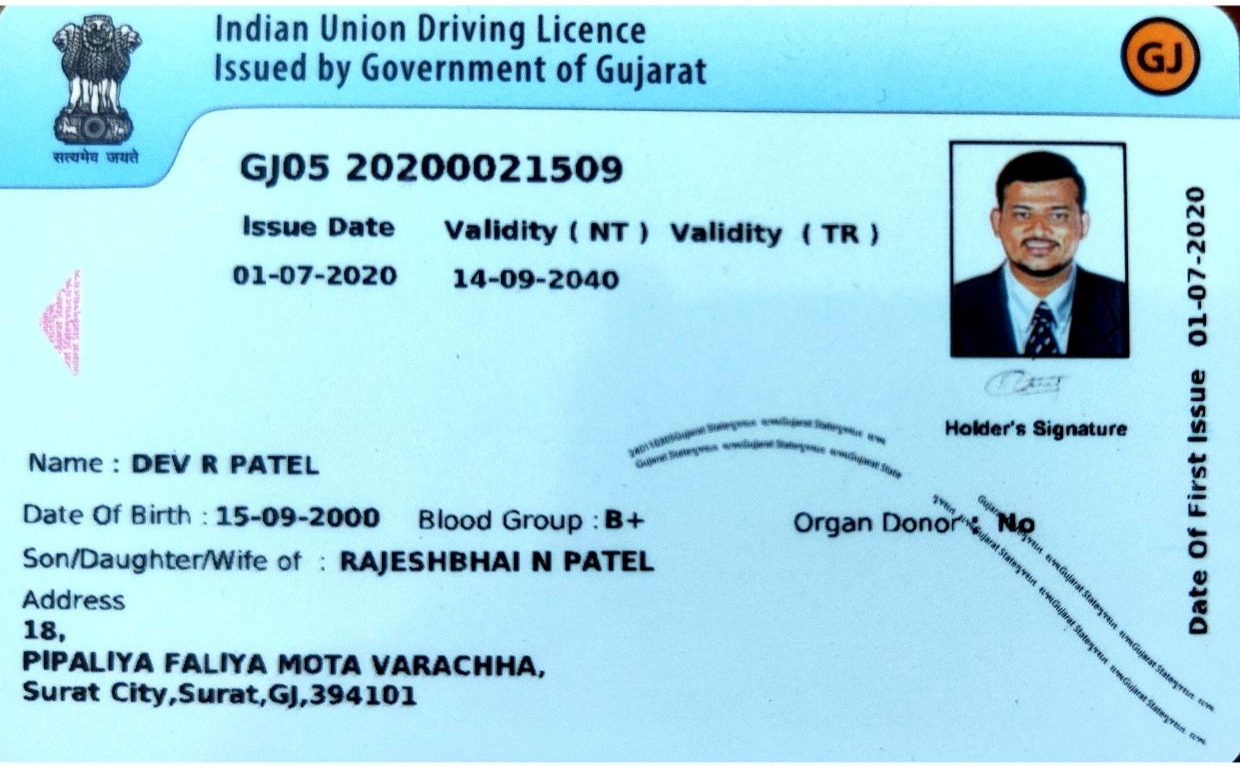 Indian Union Driving Licence
Issued by Government of Gujarat
GJ
सत्यमेव जयते
GJ05 20200021509
Issue Date Validity ( NT ) Validity ( TR )
01-07-2020 14-09-2040
Holder's Signature
Date Of First Issue 01-07-2020
Name : DEV R PATEL
Date Of Birth : 15-09-2000 Blood Group : B+ Organ Donor : No
Son/Daughter/Wife of : RAJESHBHAI N PATEL
Address
18,
PIPALIYA FALIYA MOTA VARACHHA,
Surat City,Surat,GJ,394101